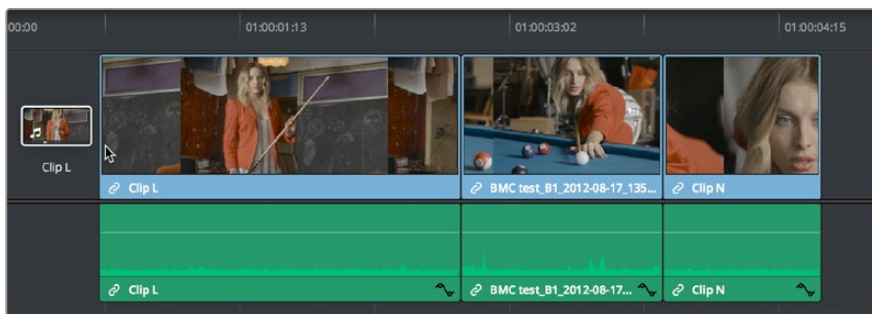 00:00 01:00:01:13 01:00:03:02 01:00:04:15
Clip L
Clip L BMC test_B1_2012-08-17_135... Clip N
Clip L BMC test_B1_2012-08-17... Clip N